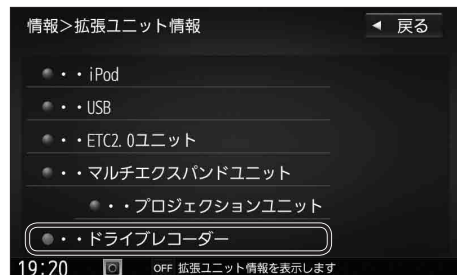 情報>拡張ユニット情報
◀ 戻る
・・iPod
・・USB
・・ETC2.0ユニット
・・マルチエクスパンドユニット
・・プロジェクションユニット
・・ドライブレコーダー
19:20
OFF 拡張ユニット情報を表示します